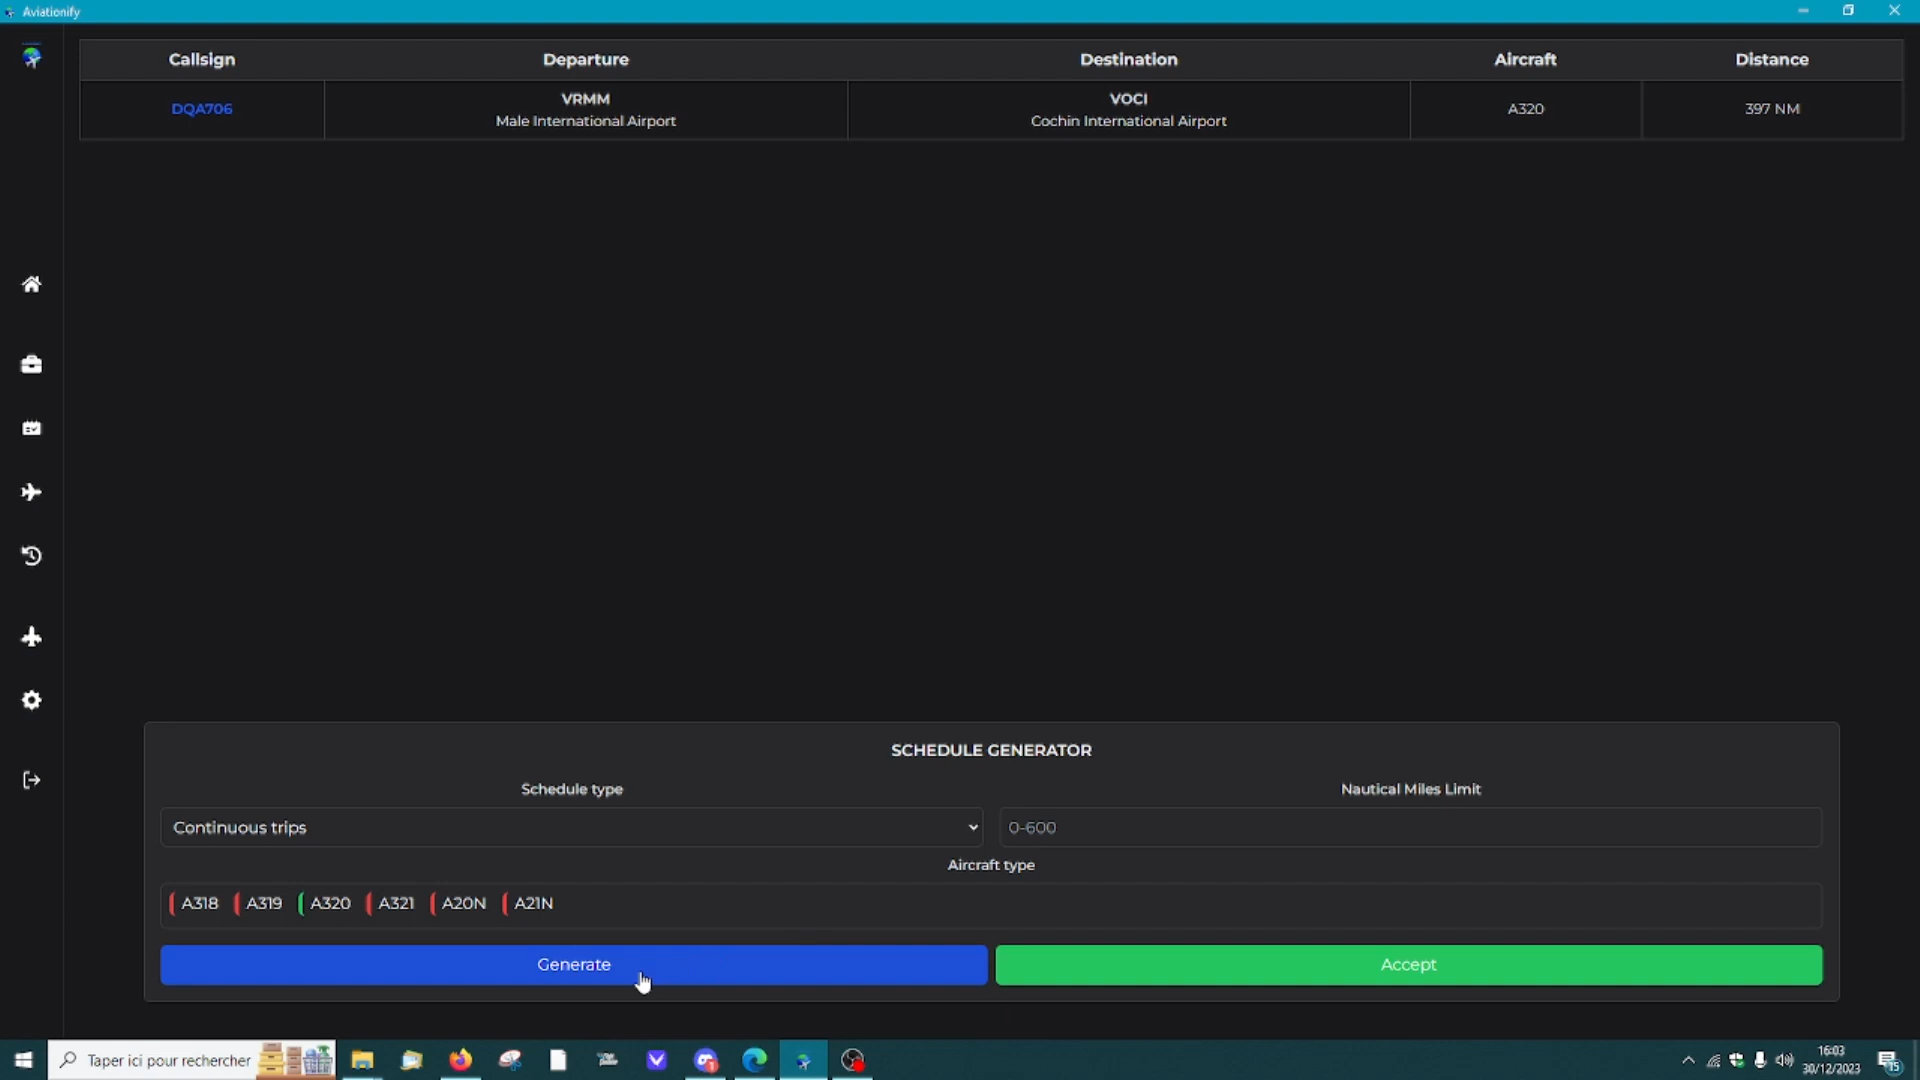 Aviationify
Callsign Departure Destination Aircraft Distance
DQA706 VRMM VOCI A320 397 NM
Male International Airport Cochin International Airport
SCHEDULE GENERATOR
Schedule type Nautical Miles Limit
Continuous trips 0-600
Aircraft type
A318 A319 A320 A321 A20N A21N
Generate Accept
Taper ici pour rechercher
16:03
30/12/2023
15